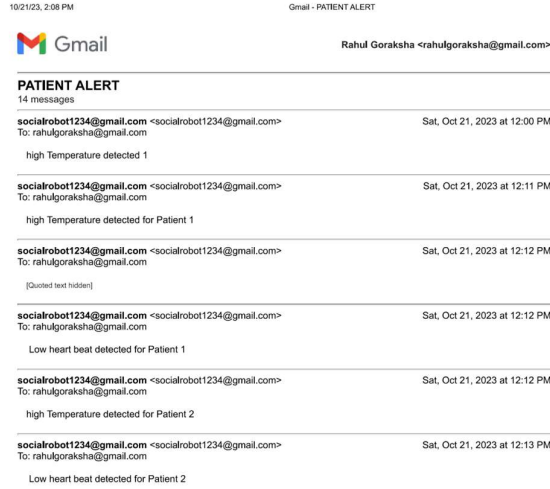 10/21/23, 2:08 PM Gmail - PATIENT ALERT
Gmail Rahul Goraksha <rahulgoraksha@gmail.com>
PATIENT ALERT
14 messages
socialrobot1234@gmail.com <socialrobot1234@gmail.com> Sat, Oct 21, 2023 at 12:00 PM
To: rahulgoraksha@gmail.com
high Temperature detected 1
socialrobot1234@gmail.com <socialrobot1234@gmail.com> Sat, Oct 21, 2023 at 12:11 PM
To: rahulgoraksha@gmail.com
high Temperature detected for Patient 1
socialrobot1234@gmail.com <socialrobot1234@gmail.com> Sat, Oct 21, 2023 at 12:12 PM
To: rahulgoraksha@gmail.com
[Quoted text hidden]
socialrobot1234@gmail.com <socialrobot1234@gmail.com> Sat, Oct 21, 2023 at 12:12 PM
To: rahulgoraksha@gmail.com
Low heart beat detected for Patient 1
socialrobot1234@gmail.com <socialrobot1234@gmail.com> Sat, Oct 21, 2023 at 12:12 PM
To: rahulgoraksha@gmail.com
high Temperature detected for Patient 2
socialrobot1234@gmail.com <socialrobot1234@gmail.com> Sat, Oct 21, 2023 at 12:13 PM
To: rahulgoraksha@gmail.com
Low heart beat detected for Patient 2